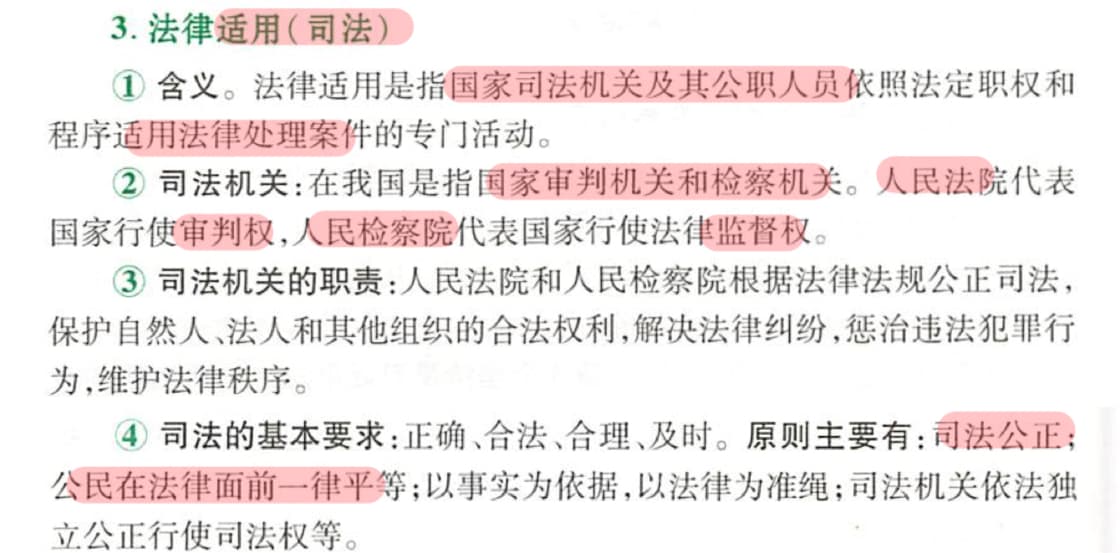 3. 法律适用(司法)
① 含义。法律适用是指国家司法机关及其公职人员依照法定职权和
程序适用法律处理案件的专门活动。
② 司法机关:在我国是指国家审判机关和检察机关。人民法院代表
国家行使审判权,人民检察院代表国家行使法律监督权。
③ 司法机关的职责:人民法院和人民检察院根据法律法规公正司法,
保护自然人、法人和其他组织的合法权利,解决法律纠纷,惩治违法犯罪行
为,维护法律秩序。
④ 司法的基本要求:正确、合法、合理、及时。原则主要有:司法公正;
公民在法律面前一律平等;以事实为依据,以法律为准绳;司法机关依法独
立公正行使司法权等。